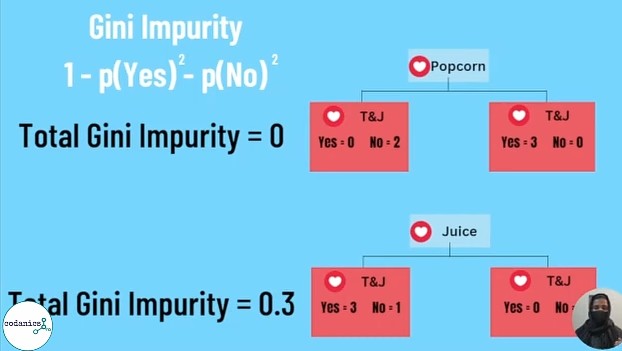 Gini Impurity
1 - p(Yes)²- p(No)²
Popcorn
T&J
Yes = 0 No = 2
T&J
Yes = 3 No = 0
Total Gini Impurity = 0
Juice
T&J
Yes = 3 No = 1
T&J
Yes = 0 No
Total Gini Impurity = 0.3
codanics